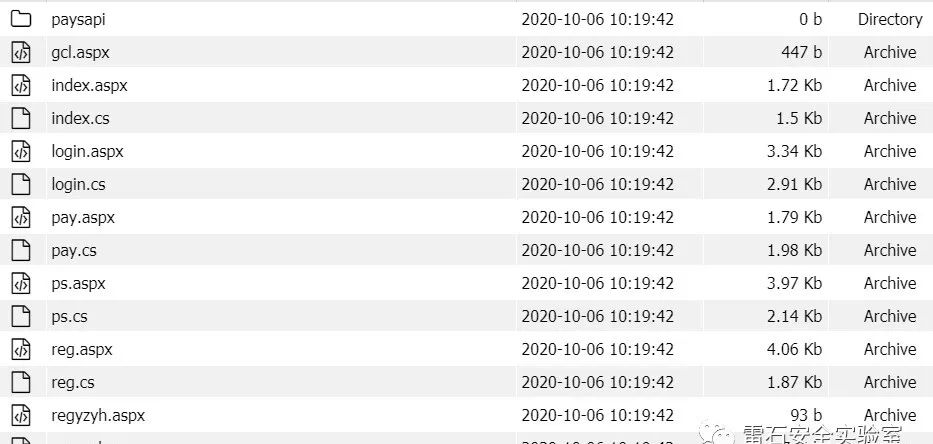 paysapi 2020-10-06 10:19:42 0 b Directory
gcl.aspx 2020-10-06 10:19:42 447 b Archive
index.aspx 2020-10-06 10:19:42 1.72 Kb Archive
index.cs 2020-10-06 10:19:42 1.5 Kb Archive
login.aspx 2020-10-06 10:19:42 3.34 Kb Archive
login.cs 2020-10-06 10:19:42 2.91 Kb Archive
pay.aspx 2020-10-06 10:19:42 1.79 Kb Archive
pay.cs 2020-10-06 10:19:42 1.98 Kb Archive
ps.aspx 2020-10-06 10:19:42 3.97 Kb Archive
ps.cs 2020-10-06 10:19:42 2.14 Kb Archive
reg.aspx 2020-10-06 10:19:42 4.06 Kb Archive
reg.cs 2020-10-06 10:19:42 1.87 Kb Archive
regyzyh.aspx 2020-10-06 10:19:42 93 b Archive
雷石安全实验室